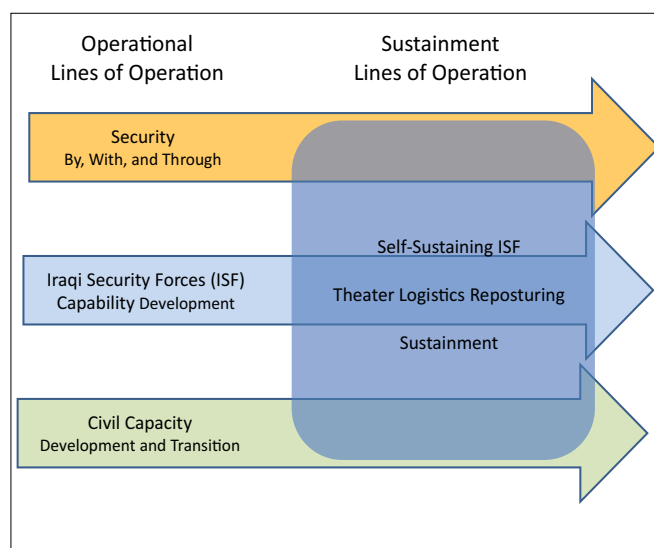 Operational
Lines of Operation
Sustainment
Lines of Operation
Security
By, With, and Through
Iraqi Security Forces (ISF)
Capability Development
Self-Sustaining ISF
Theater Logistics Reposturing
Sustainment
Civil Capacity
Development and Transition